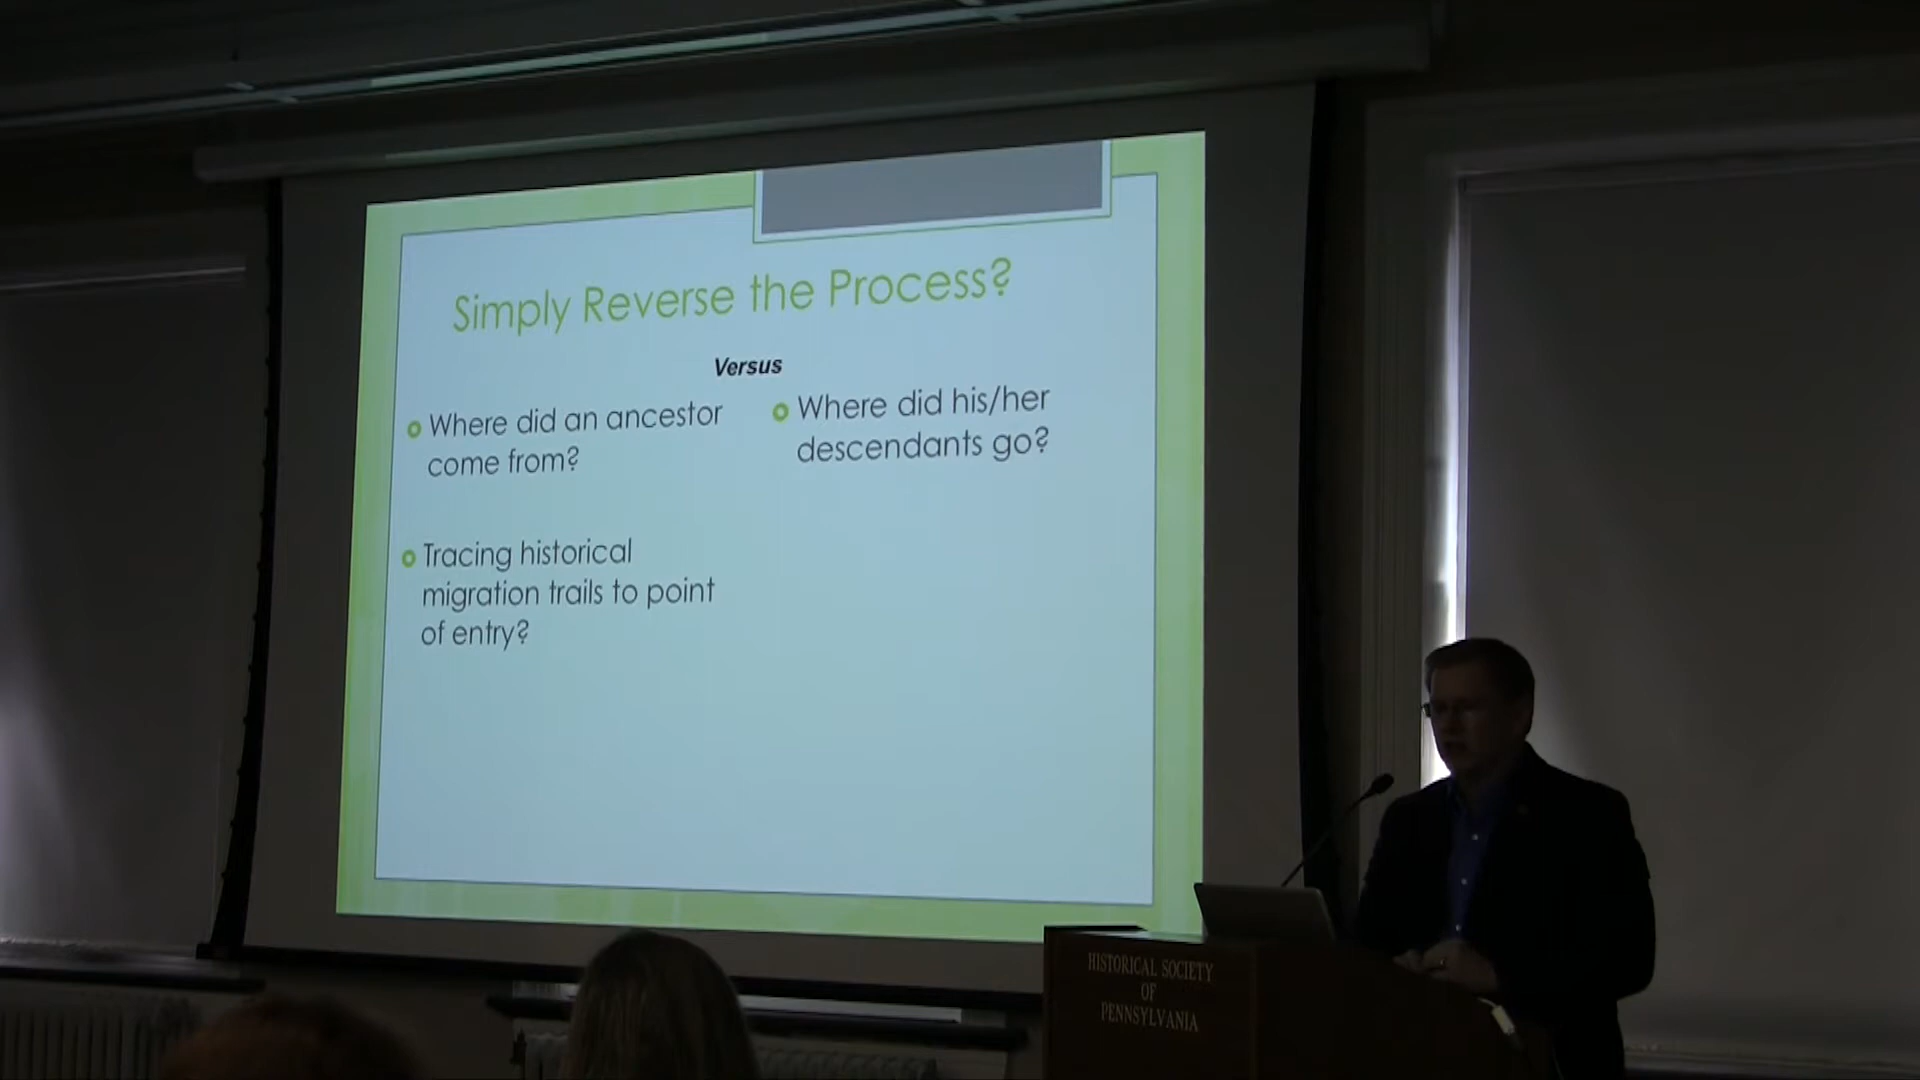 Simply Reverse the Process?
Versus
Where did an ancestor
come from?
Tracing historical
migration trails to point
of entry?
Where did his/her
descendants go?
HISTORICAL SOCIETY
OF
PENNSYLVANIA